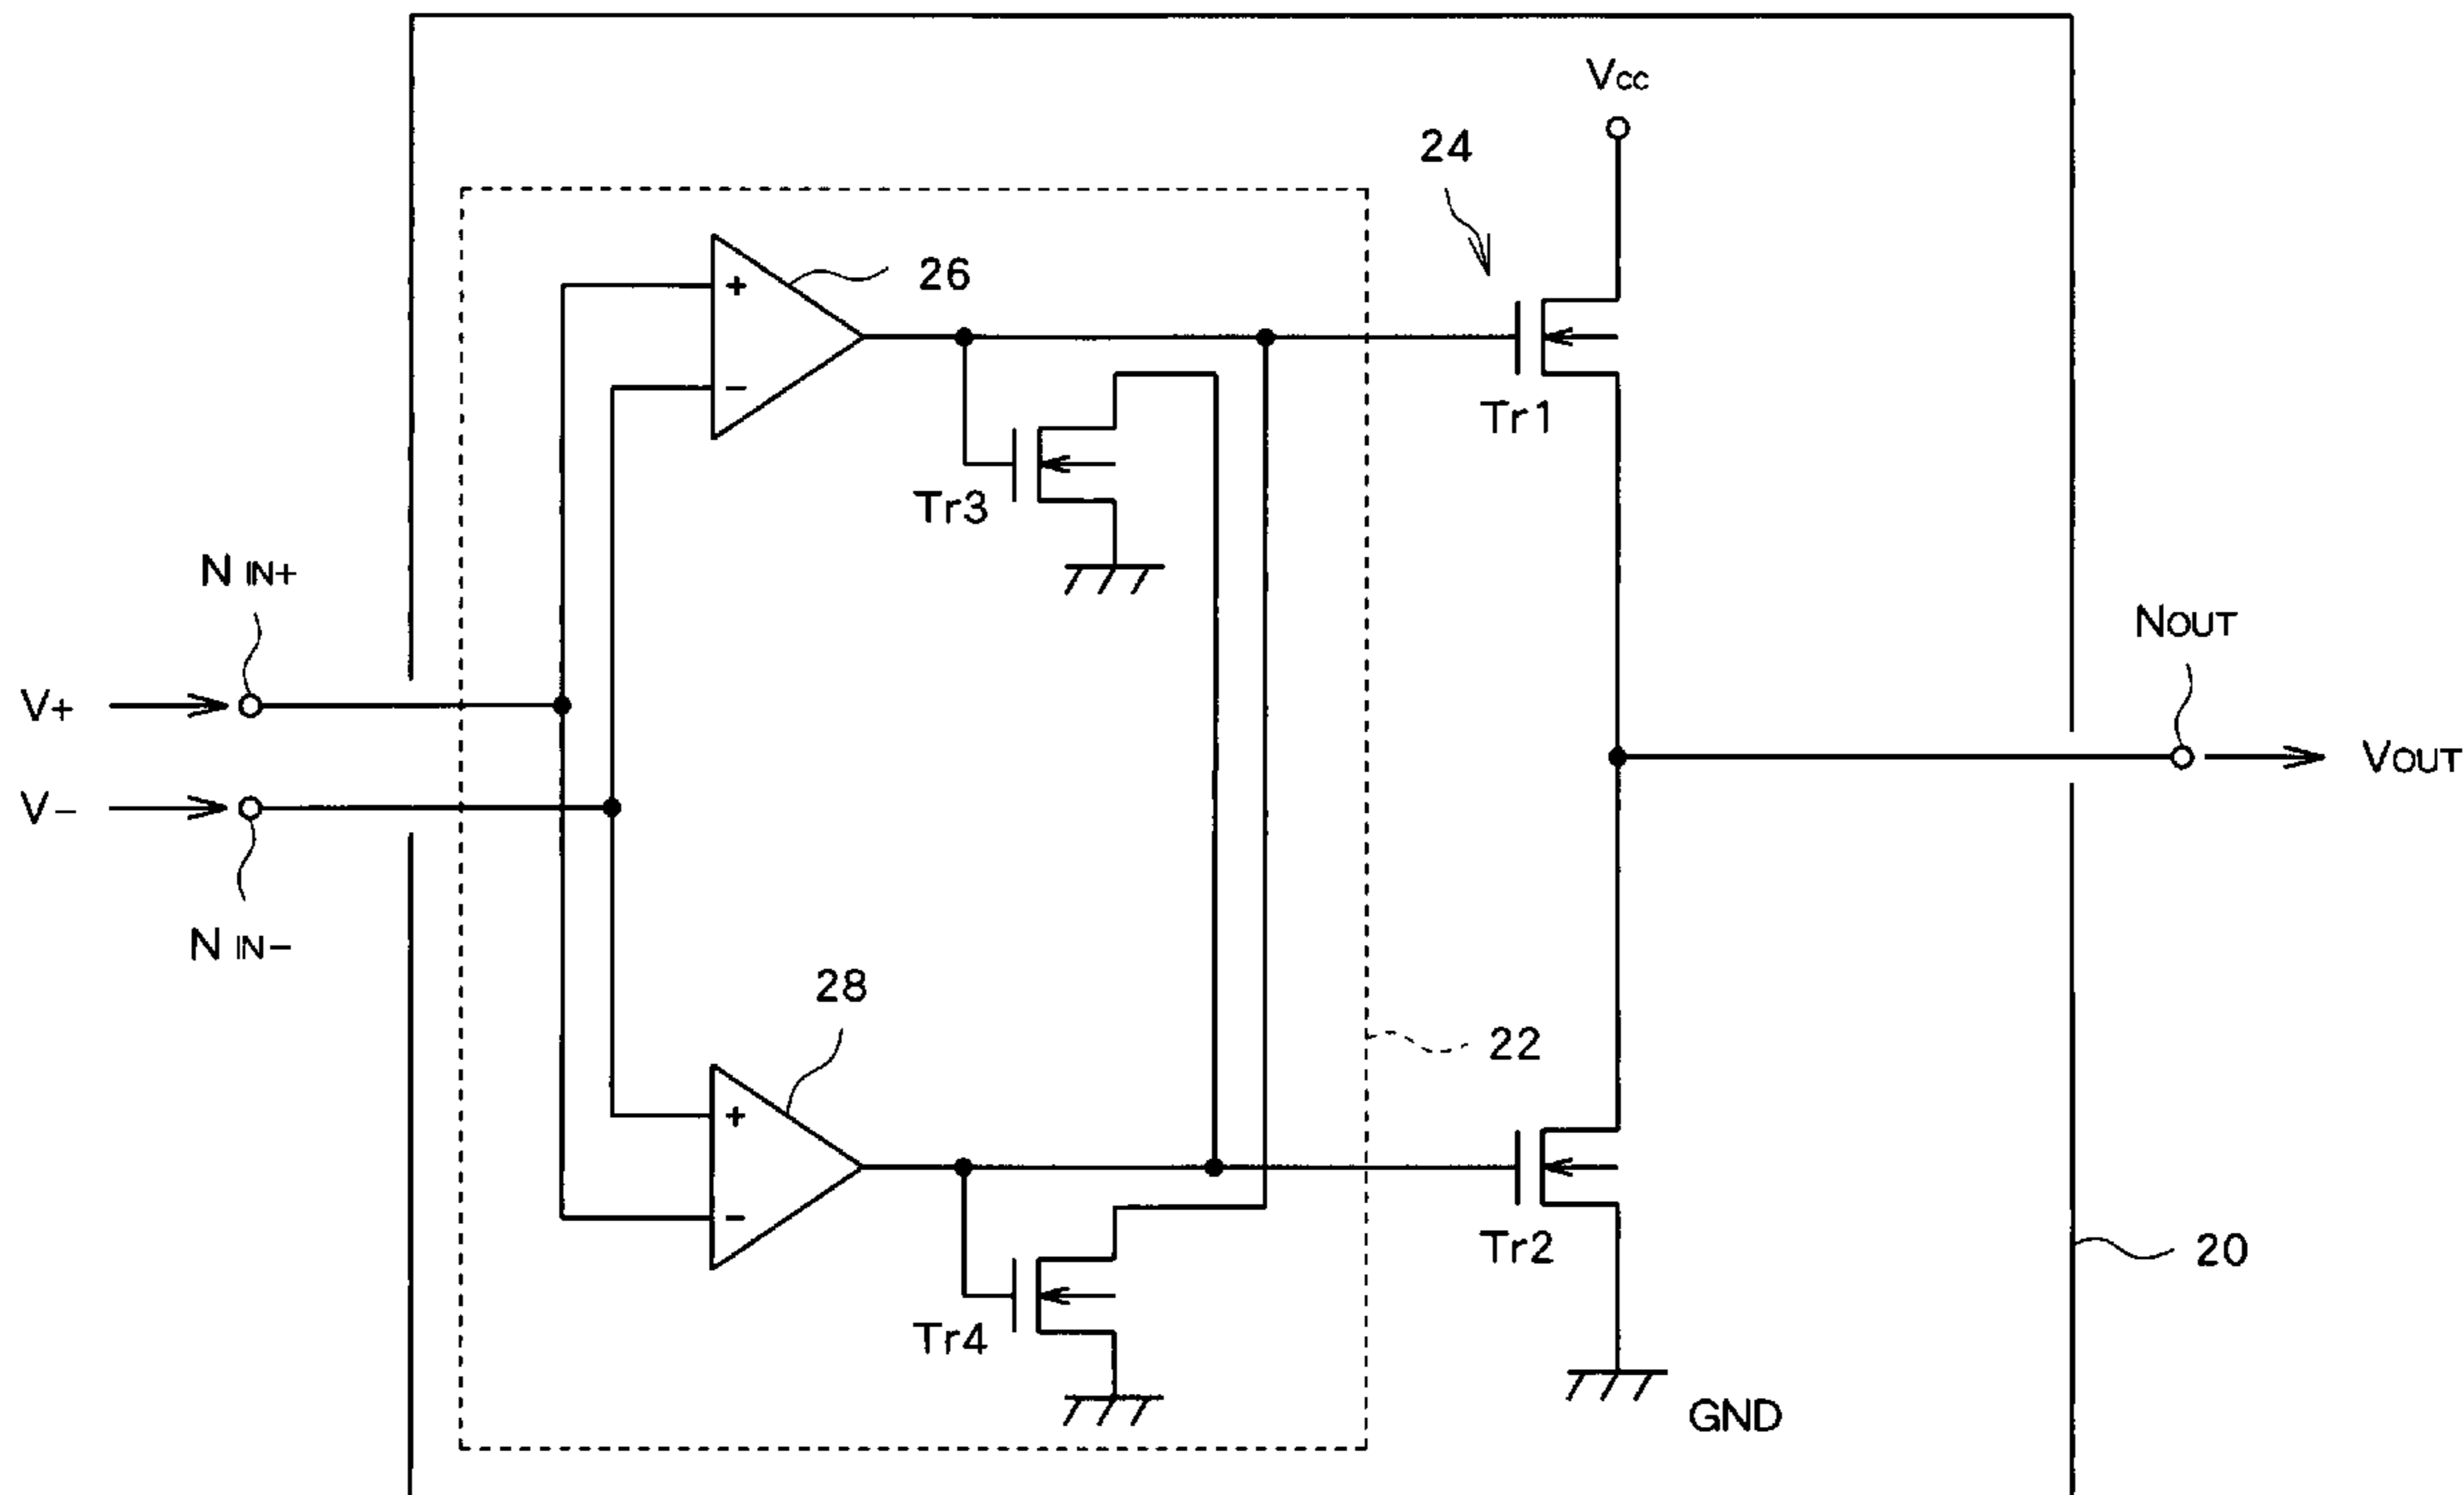 Vcc
24
26
+
−
Tr1
Tr3
N IN+
NOUT
V+
VOUT
V−
N IN−
28
22
+
−
Tr2
20
Tr4
GND